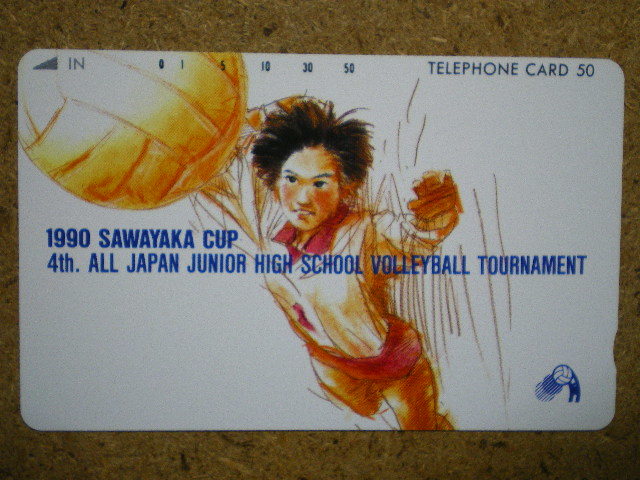 IN 0 1 5 10 30 50 TELEPHONE CARD 50
1990 SAWAYAKA CUP
4th. ALL JAPAN JUNIOR HIGH SCHOOL VOLLEYBALL TOURNAMENT